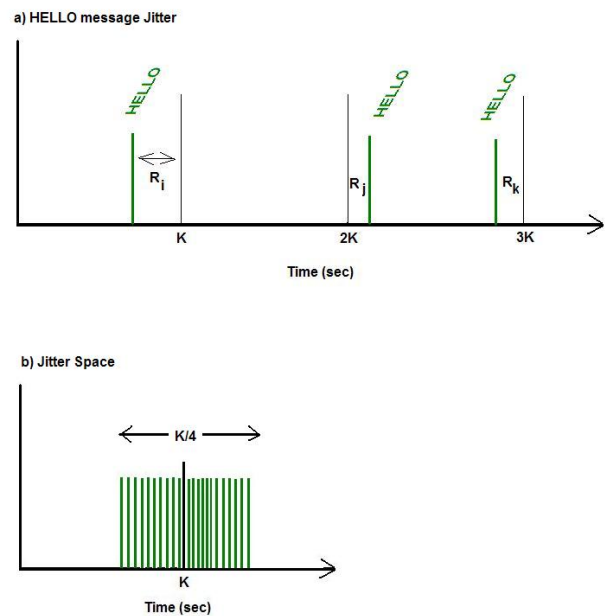 a) HELLO message Jitter
HELLO
HELLO
HELLO
Ri
Rj
Rk
K
2K
3K
Time (sec)
b) Jitter Space
K/4
K
Time (sec)